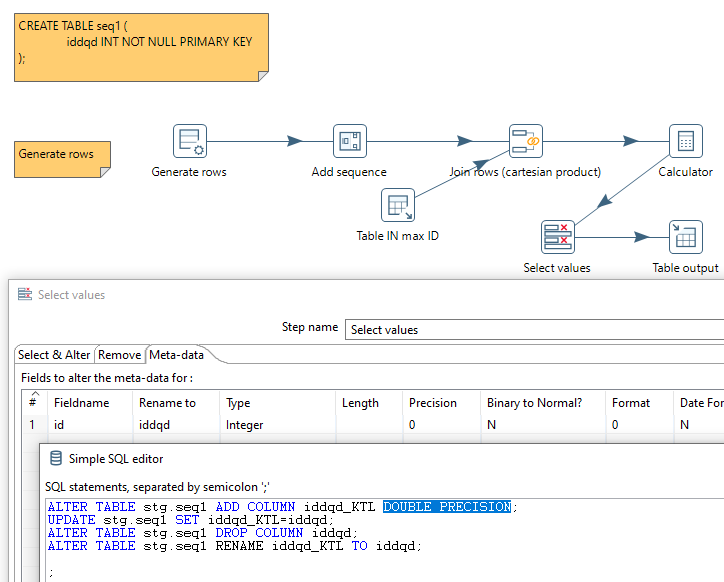 CREATE TABLE seq1 (
iddqd INT NOT NULL PRIMARY KEY
);
Generate rows
Generate rows
Add sequence
Join rows (cartesian product)
Calculator
Table IN max ID
Select values
Table output
Select values
Step name
Select values
Select & Alter
Remove
Meta-data
Fields to alter the meta-data for :
# Fieldname Rename to Type Length Precision Binary to Normal? Format Date For
1 id iddqd Integer 0 N 0 N
Simple SQL editor
SQL statements, separated by semicolon ';'
ALTER TABLE stg.seq1 ADD COLUMN iddqd_KTL DOUBLE PRECISION;
UPDATE stg.seq1 SET iddqd_KTL=iddqd;
ALTER TABLE stg.seq1 DROP COLUMN iddqd;
ALTER TABLE stg.seq1 RENAME iddqd_KTL TO iddqd;
;